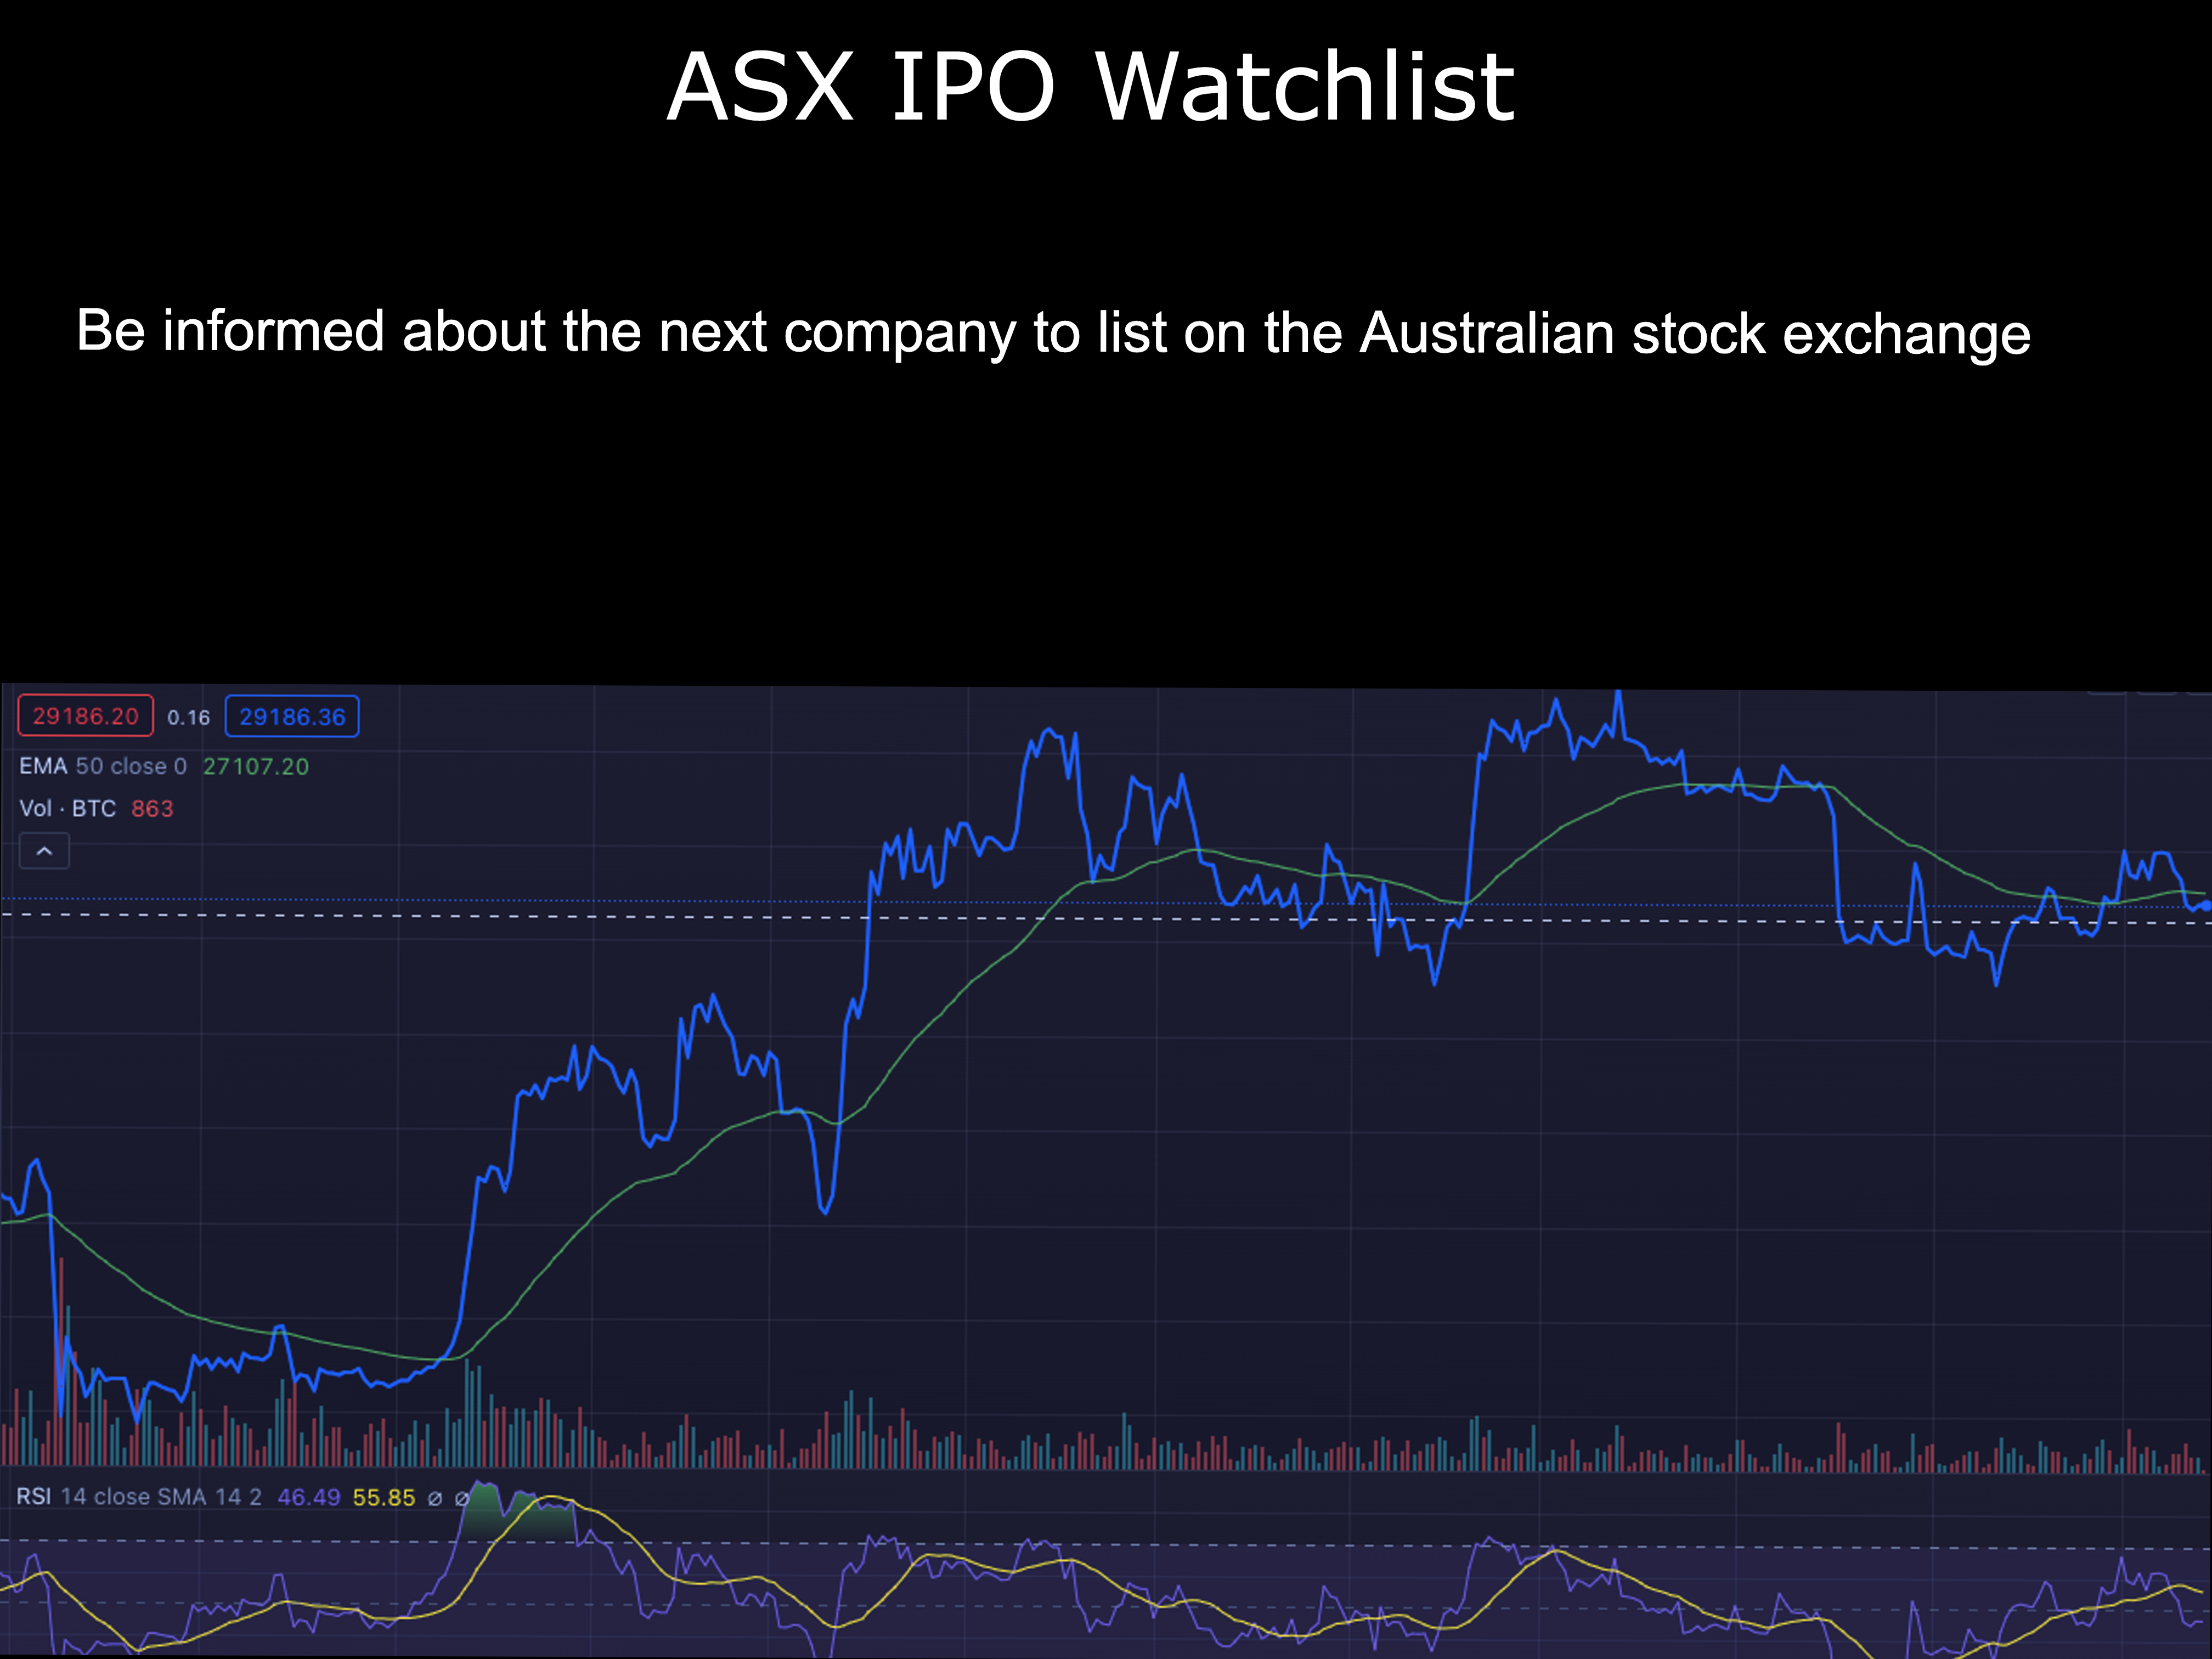 ASX IPO Watchlist
Be informed about the next company to list on the Australian stock exchange
29186.20 0.16 29186.36
EMA 50 close 0 27107.20
Vol · BTC 863
RSI 14 close SMA 14 2 46.49 55.85 ∅ ∅